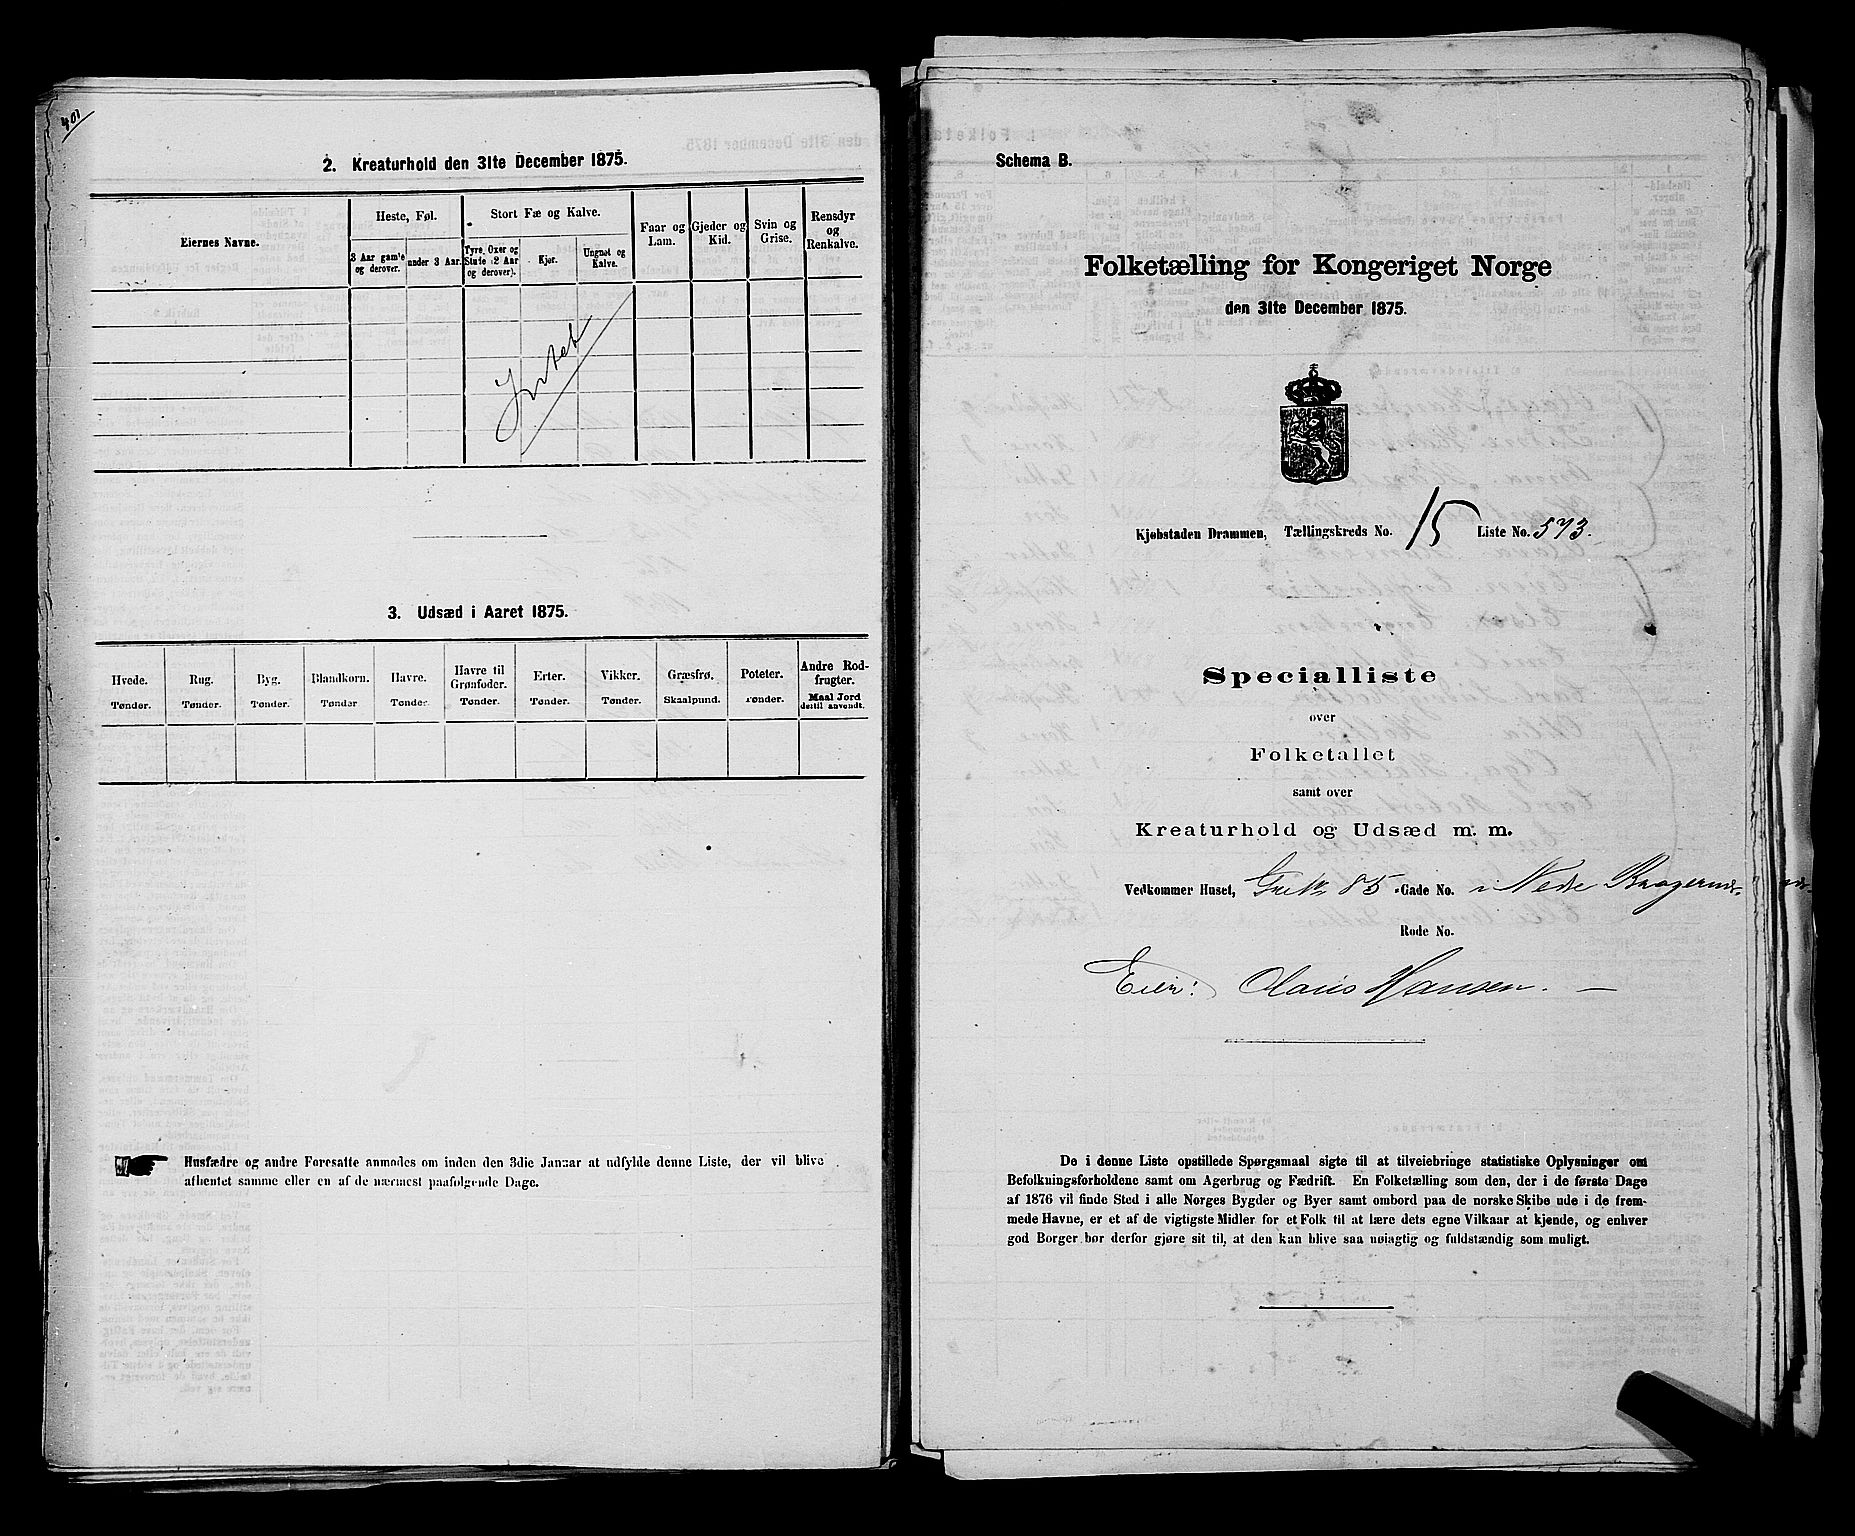 401
2. Kreaturhold den 31te December 1875.
Eiernes Navne.
Heste, Føl.
3 Aar gamle og derover.
under 3 Aar.
Stort Fæ og Kalve.
Tyre, Oxer og Stude (2 Aar og derover).
Kjør.
Ungnøt og Kalve.
Faar og Lam.
Gjeder og Kid.
Svin og Grise.
Rensdyr og Renkalve.
Intet
3. Udsæd i Aaret 1875.
Hvede. Rug. Byg. Blandkorn. Havre. Havre til Grønfoder. Erter. Vikker. Græsfrø. Poteter. Andre Rodfrugter.
Tønder. Tønder. Tønder. Tønder Tønder. Tønder. Tønder. Tønder. Skaalpund. Tønder. Maal Jord dertil anvendt.
Husfædre og andre Foresatte anmodes om inden den 3die Januar at udfylde denne Liste, der vil blive
afhentet samme eller en af de nærmest paafølgende Dage.
Schema B.
Folketælling for Kongeriget Norge
den 31te December 1875.
Kjøbstaden Drammen, Tællingskreds No. 15 Liste No. 573.
Specialliste
over
Folketallet
samt over
Kreaturhold og Udsæd m. m.
Vedkommer Huset, 85 Gade No. i Nedre
Rode No.
Eier: Olaus Hansen.
De i denne Liste opstillede Spørgsmaal sigte til at tilveiebringe statistiske Oplysninger om
Befolkningsforholdene samt om Agerbrug og Fædrift. En Folketælling som den, der i de første Dage
af 1876 vil finde Sted i alle Norges Bygder og Byer samt ombord paa de norske Skibe ude i de frem-
mede Havne, er et af de vigtigste Midler for et Folk til at lære dets egne Vilkaar at kjende, og enhver
god Borger bør derfor gjøre sit til, at den kan blive saa nøiagtig og fuldstændig som muligt.